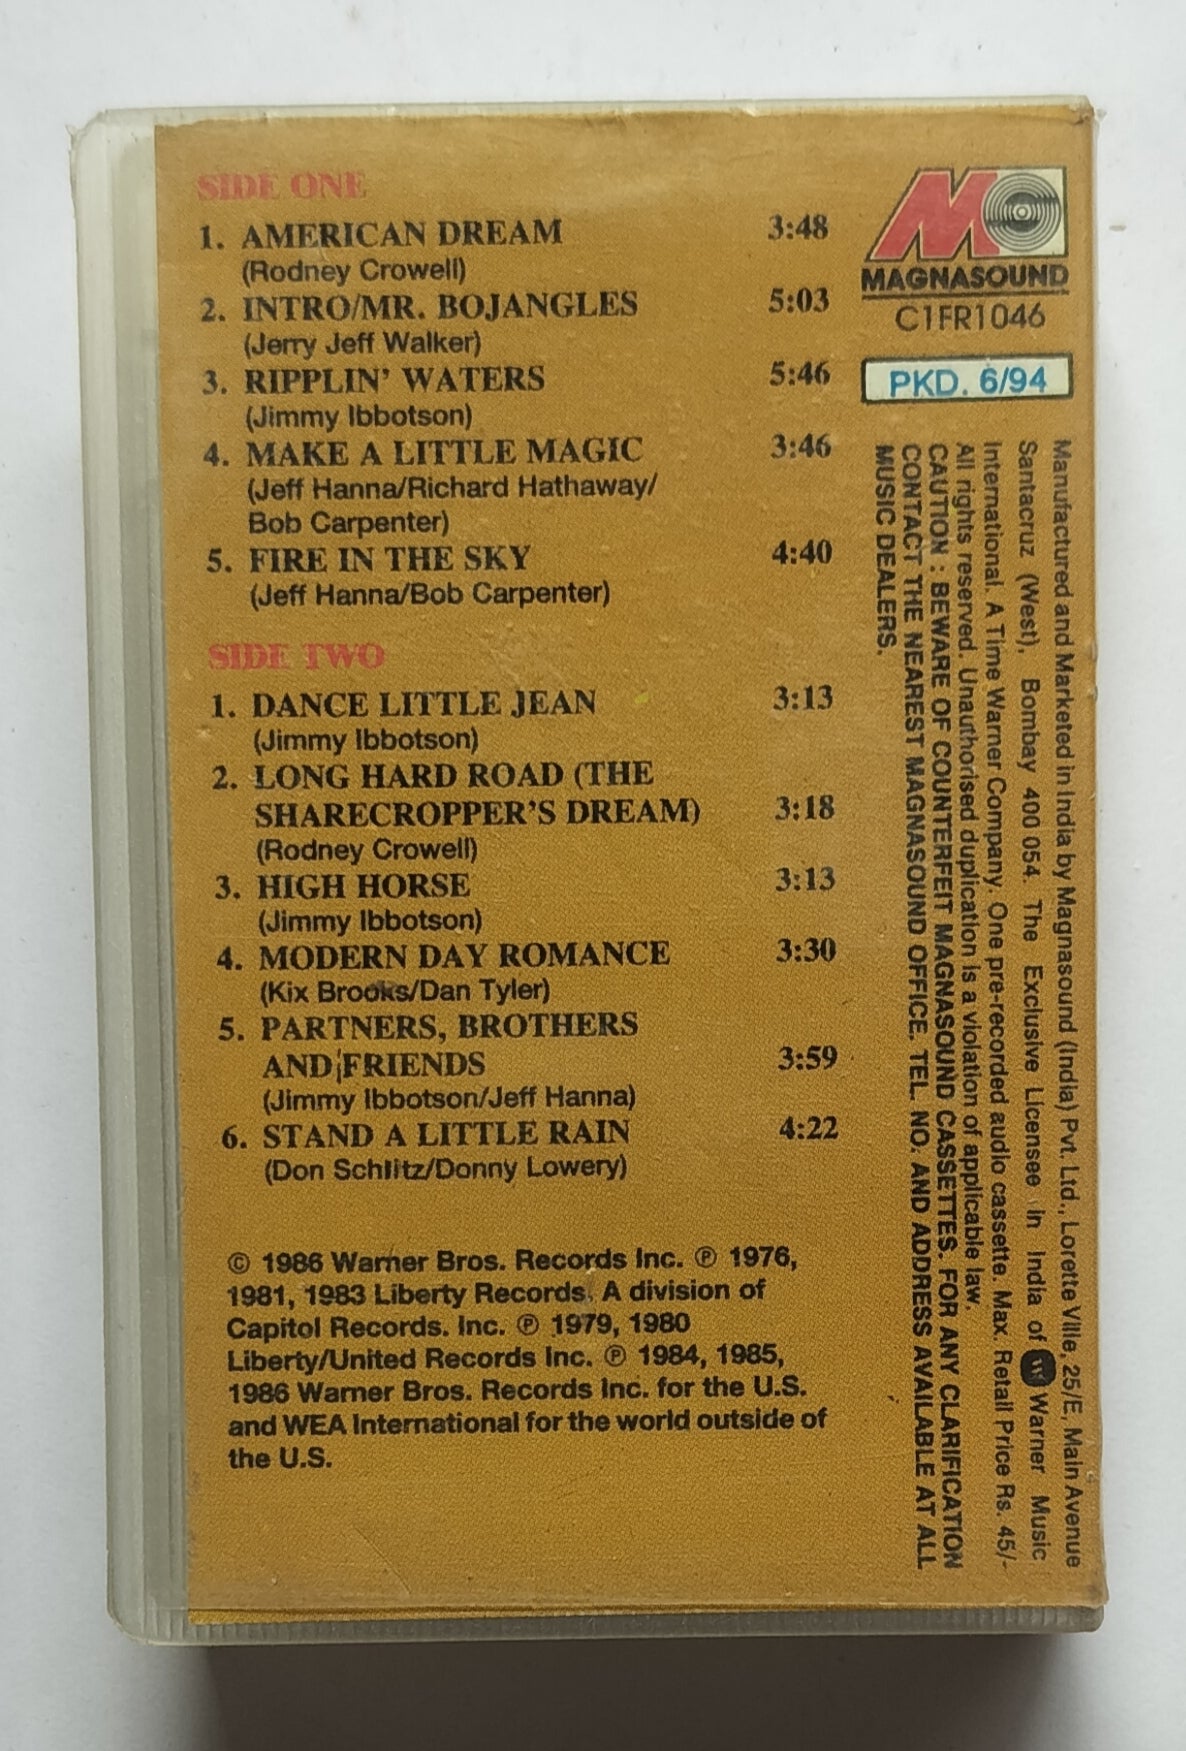 SIDE ONE
1. AMERICAN DREAM 3:48
(Rodney Crowell)
2. INTRO/MR. BOJANGLES 5:03
(Jerry Jeff Walker)
3. RIPPLIN' WATERS 5:46
(Jimmy Ibbotson)
4. MAKE A LITTLE MAGIC 3:46
(Jeff Hanna/Richard Hathaway/
Bob Carpenter)
5. FIRE IN THE SKY 4:40
(Jeff Hanna/Bob Carpenter)
SIDE TWO
1. DANCE LITTLE JEAN 3:13
(Jimmy Ibbotson)
2. LONG HARD ROAD (THE
SHARECROPPER'S DREAM) 3:18
(Rodney Crowell)
3. HIGH HORSE 3:13
(Jimmy Ibbotson)
4. MODERN DAY ROMANCE 3:30
(Kix Brooks/Dan Tyler)
5. PARTNERS, BROTHERS
AND FRIENDS 3:59
(Jimmy Ibbotson/Jeff Hanna)
6. STAND A LITTLE RAIN 4:22
(Don Schlitz/Donny Lowery)
© 1986 Warner Bros. Records Inc. ℗ 1976,
1981, 1983 Liberty Records. A division of
Capitol Records. Inc. ℗ 1979, 1980
Liberty/United Records Inc. ℗ 1984, 1985,
1986 Warner Bros. Records Inc. for the U.S.
and WEA International for the world outside of
the U.S.
MAGNASOUND
C1FR1046
PKD. 6/94
Manufactured and Marketed in India by Magnasound (India) Pvt. Ltd., Lorette Ville, 25/E, Main Avenue
Santacruz (West), Bombay 400 054. The Exclusive Licensee in India of Warner Music
International. A Time Warner Company. One pre-recorded audio cassette. Max. Retail Price Rs. 45/-
All rights reserved. Unauthorised duplication is a violation of applicable law.
CAUTION : BEWARE OF COUNTERFEIT MAGNASOUND CASSETTES. FOR ANY CLARIFICATION
CONTACT THE NEAREST MAGNASOUND OFFICE. TEL. NO. AND ADDRESS AVAILABLE AT ALL
MUSIC DEALERS.